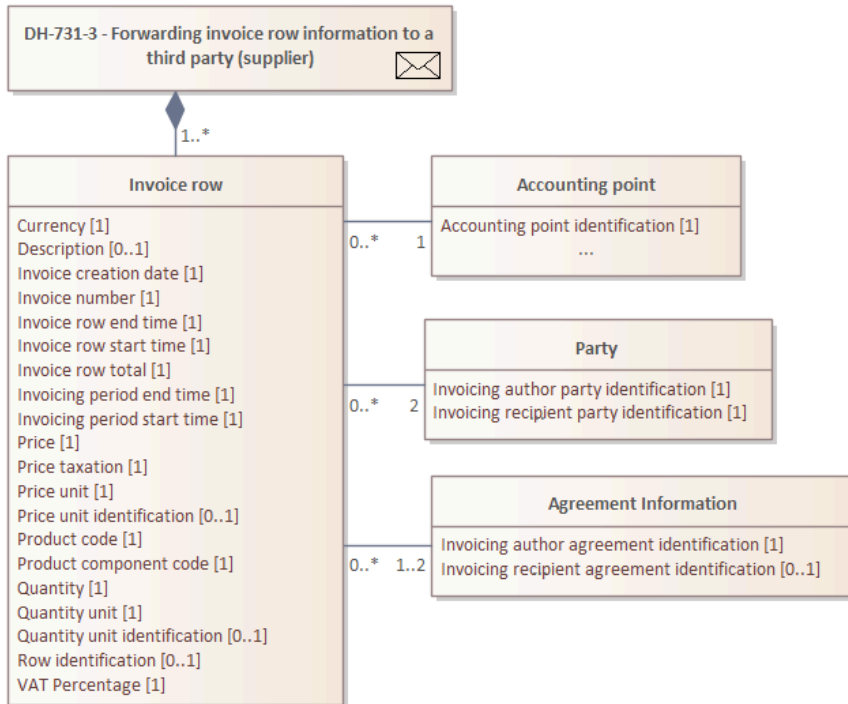 DH-731-3 - Forwarding invoice row information to a
third party (supplier)
1..*
Invoice row
Currency [1]
Description [0..1]
Invoice creation date [1]
Invoice number [1]
Invoice row end time [1]
Invoice row start time [1]
Invoice row total [1]
Invoicing period end time [1]
Invoicing period start time [1]
Price [1]
Price taxation [1]
Price unit [1]
Price unit identification [0..1]
Product code [1]
Product component code [1]
Quantity [1]
Quantity unit [1]
Quantity unit identification [0..1]
Row identification [0..1]
VAT Percentage [1]
0..* 1
Accounting point
Accounting point identification [1]
...
0..* 2
Party
Invoicing author party identification [1]
Invoicing recipient party identification [1]
0..* 1..2
Agreement Information
Invoicing author agreement identification [1]
Invoicing recipient agreement identification [0..1]